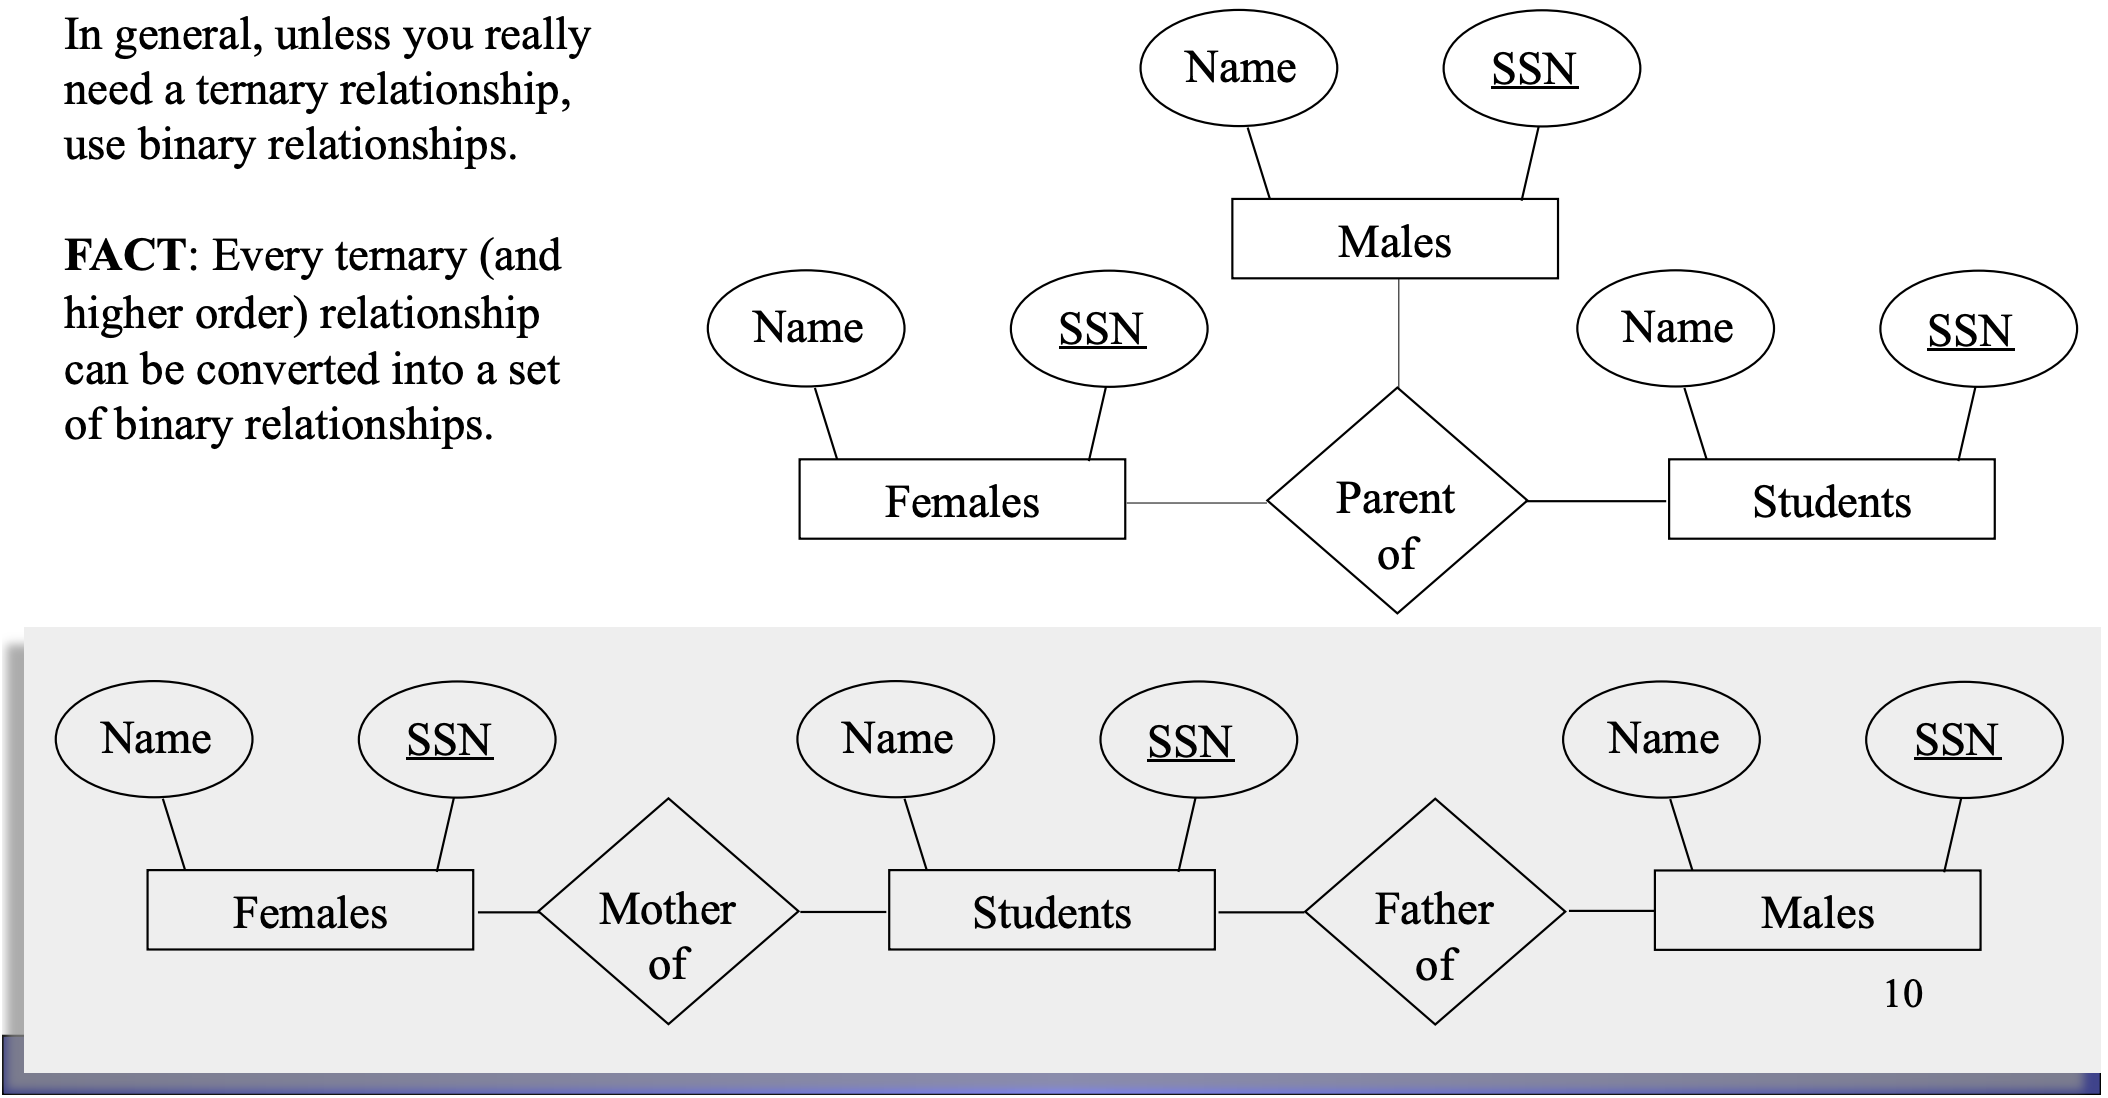 In general, unless you really
need a ternary relationship,
use binary relationships.
FACT: Every ternary (and
higher order) relationship
can be converted into a set
of binary relationships.
Name
SSN
Males
Name
SSN
Name
SSN
Females
Parent
of
Students
Name
SSN
Name
SSN
Name
SSN
Females
Mother
of
Students
Father
of
Males
10